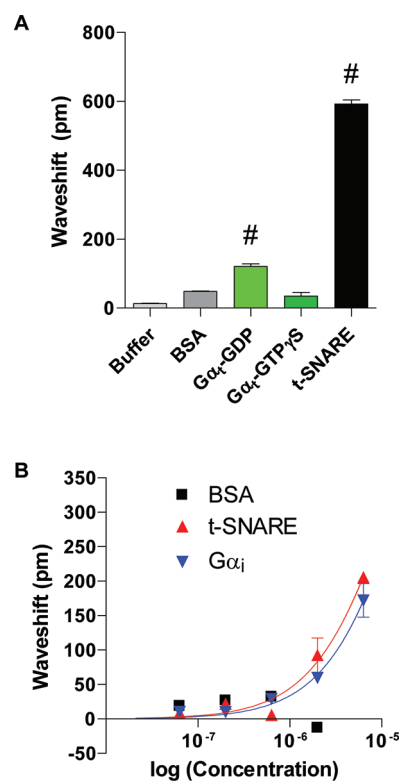 A
Waveshift (pm)
800
600
400
200
0
#
#
Buffer
BSA
Gαt-GDP
Gαt-GTPγS
t-SNARE
B
Waveshift (pm)
350
300
250
200
150
100
50
0
-50
BSA
t-SNARE
Gαi
10-7
10-6
10-5
log (Concentration)